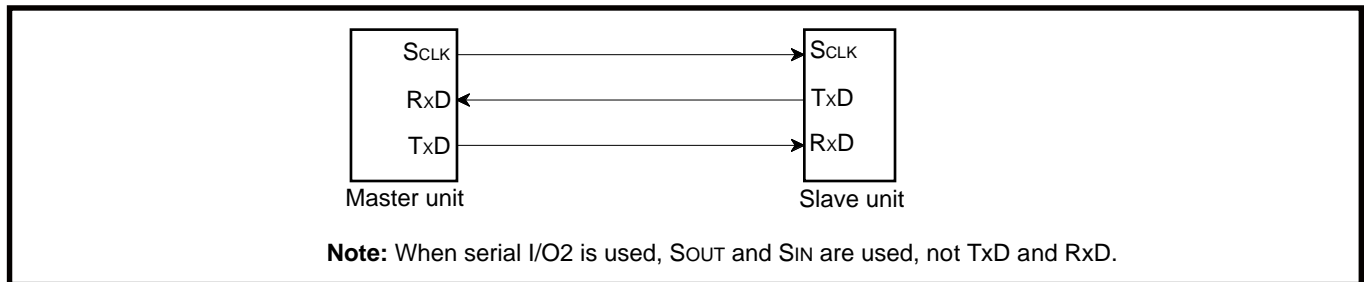 SCLK SCLK
RxD TxD
TxD RxD
Master unit Slave unit
Note: When serial I/O2 is used, SOUT and SIN are used, not TxD and RxD.